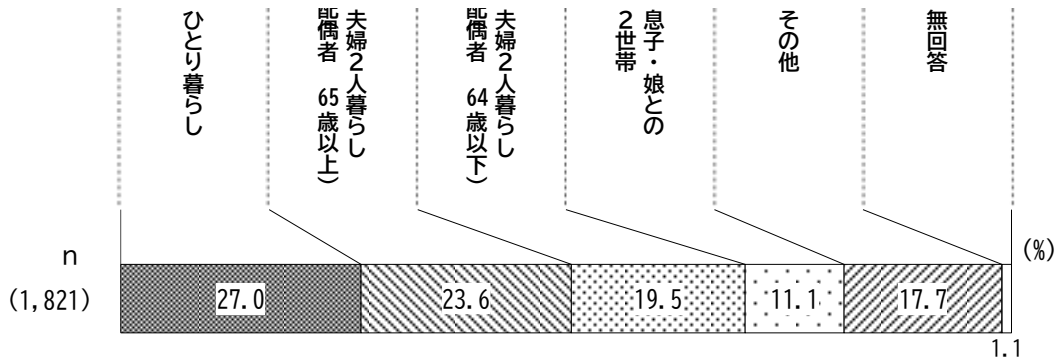 ひとり暮らし
夫婦2人暮らし
配偶者 65歳以上)
夫婦2人暮らし
配偶者 64歳以下)
息子・娘との
2世帯
その他
無回答
(%)
n
(1,821)
27.0
23.6
19.5
11.1
17.7
1.1